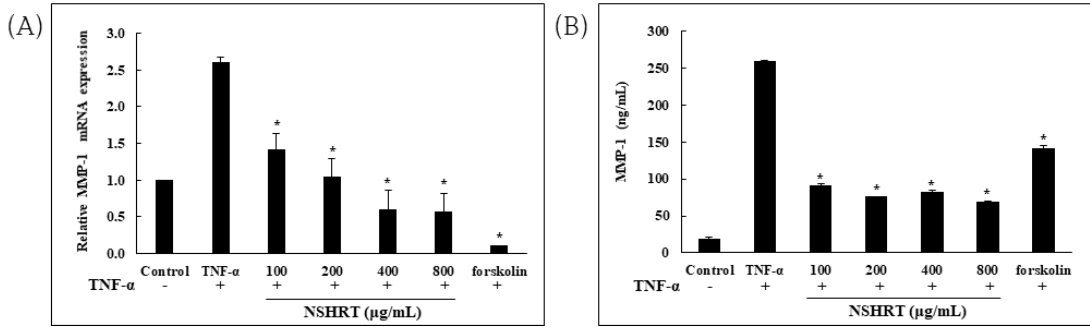 (A)
Relative MMP-1 mRNA expression
3.0
2.5
2.0
1.5
1.0
0.5
0.0
* * * * *
Control TNF-α 100 200 400 800 forskolin
TNF-α - + + + + + +
NSHRT (μg/mL)
(B)
MMP-1 (ng/mL)
300
250
200
150
100
50
0
* * * * *
Control TNF-α 100 200 400 800 forskolin
TNF-α - + + + + + +
NSHRT (μg/mL)